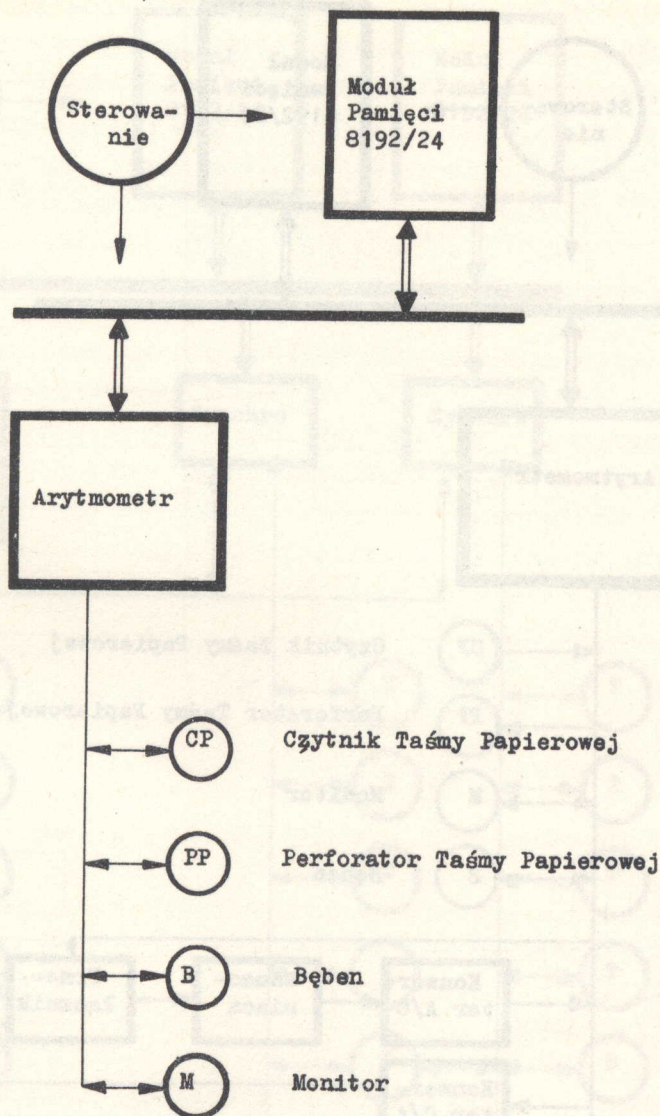 Sterowa-
nie
Moduł
Pamięci
8192/24
Arytmometr
CP Czytnik Taśmy Papierowej
PP Perforator Taśmy Papierowej
B Bęben
M Monitor